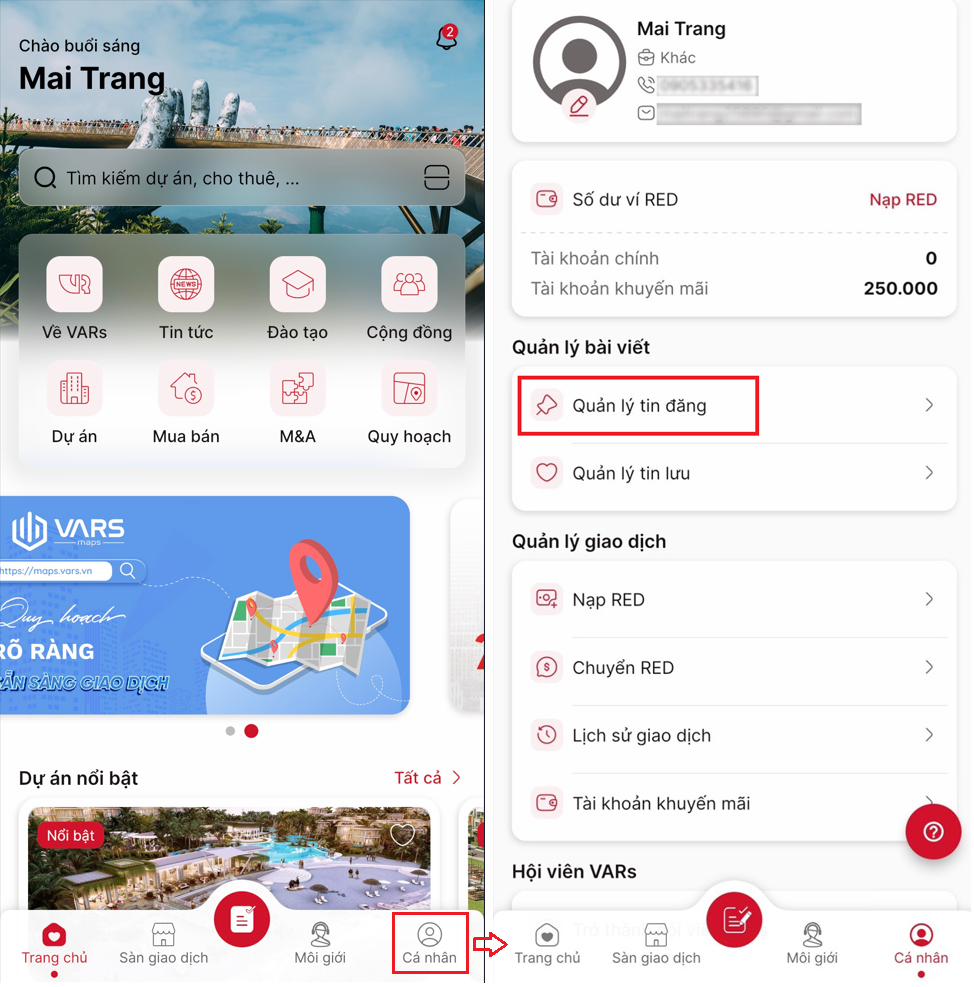 Chào buổi sáng
2
Mai Trang
Tìm kiếm dự án, cho thuê, ...
NEWS
Về VARs
Tin tức
Đào tạo
Cộng đồng
Dự án
Mua bán
M&A
Quy hoạch
VARS
maps
https://maps.vars.vn
Quy hoạch
RÕ RÀNG
SẴN SÀNG GIAO DỊCH
Dự án nổi bật
Tất cả
Nổi bật
Trang chủ
Sàn giao dịch
Môi giới
Cá nhân
Mai Trang
Khác
Số dư ví RED
Nạp RED
Tài khoản chính
0
Tài khoản khuyến mãi
250.000
Quản lý bài viết
Quản lý tin đăng
Quản lý tin lưu
Quản lý giao dịch
Nạp RED
Chuyển RED
Lịch sử giao dịch
Tài khoản khuyến mãi
Hội viên VARs
Trang chủ
Sàn giao dịch
Môi giới
Cá nhân